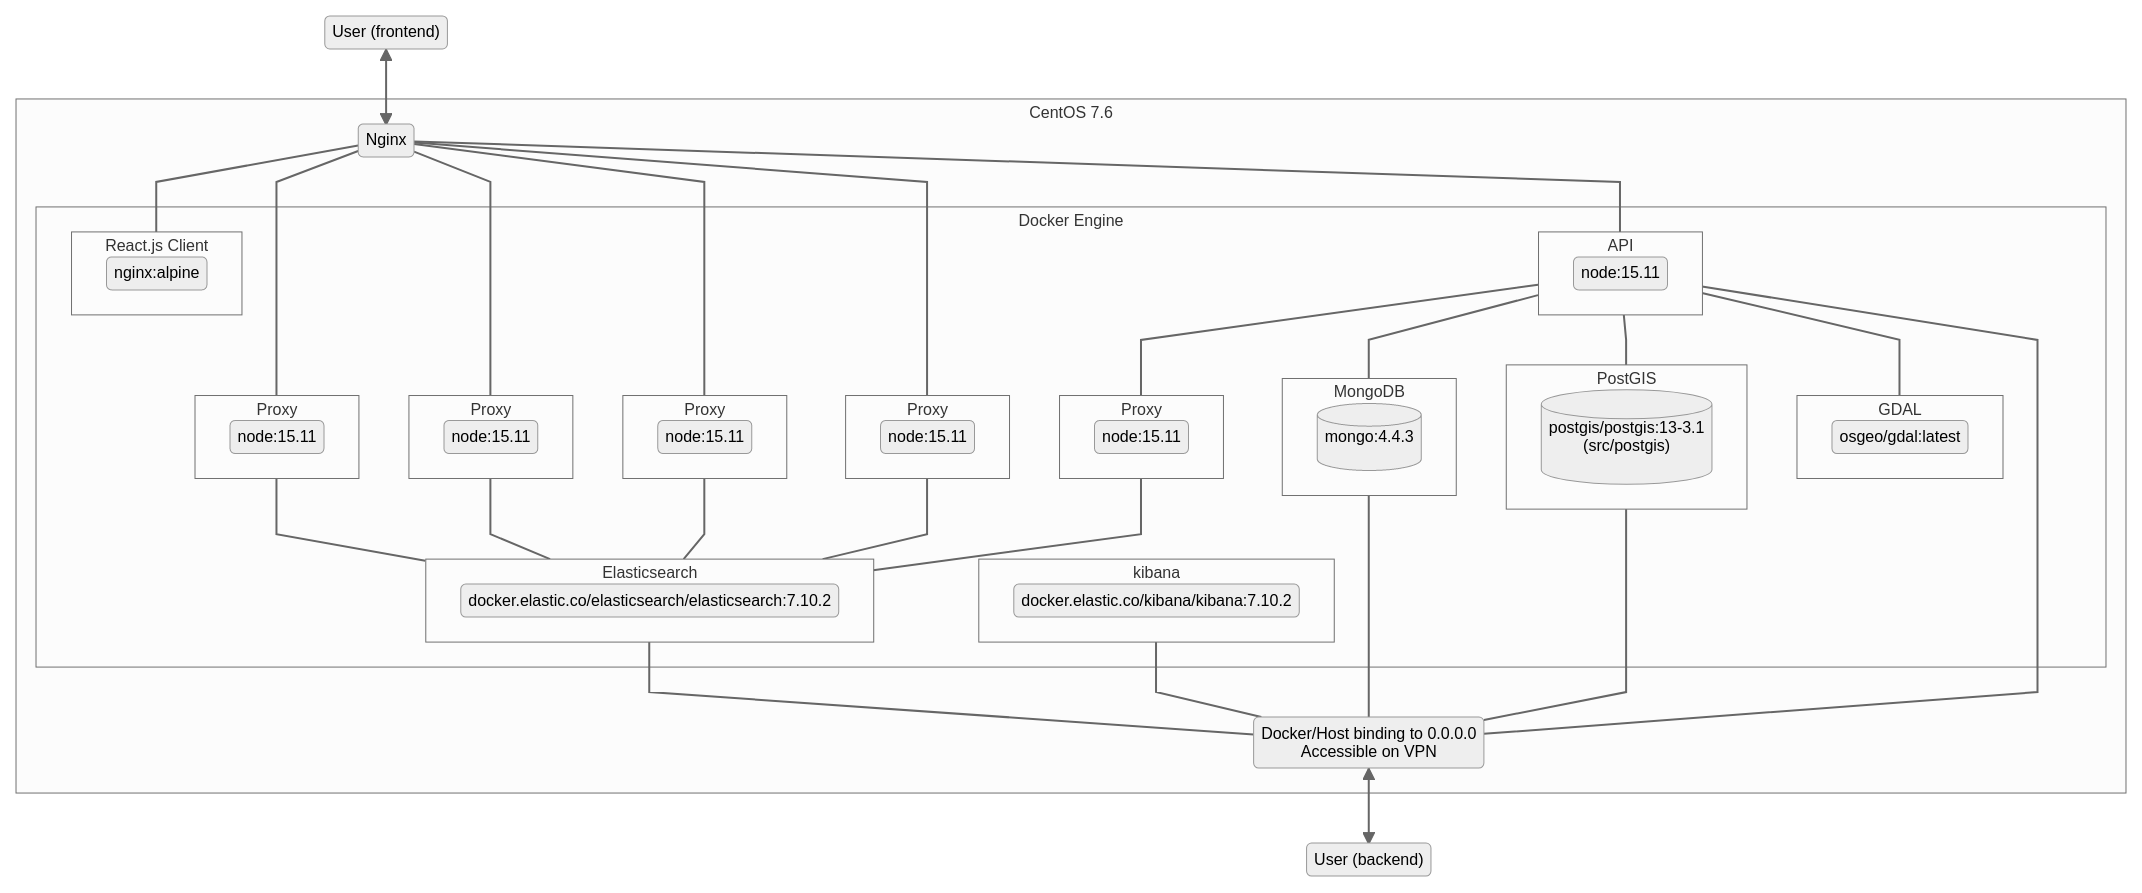 User (frontend)
CentOS 7.6
Nginx
Docker Engine
React.js Client
nginx:alpine
API
node:15.11
Proxy
node:15.11
Proxy
node:15.11
Proxy
node:15.11
Proxy
node:15.11
Proxy
node:15.11
MongoDB
mongo:4.4.3
PostGIS
postgis/postgis:13-3.1
(src/postgis)
GDAL
osgeo/gdal:latest
Elasticsearch
docker.elastic.co/elasticsearch/elasticsearch:7.10.2
kibana
docker.elastic.co/kibana/kibana:7.10.2
Docker/Host binding to 0.0.0.0
Accessible on VPN
User (backend)